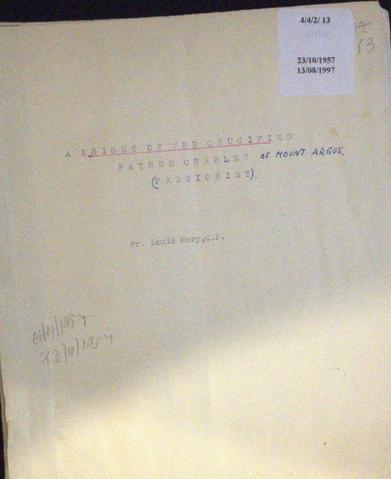 4/4/2/ 13
23/10/1957
13/08/1997
13
A KNIGHT OF THE CRUCIFIED
FATHER CHARLES OF MOUNT ARGUS.
(PASSIONIST).
Fr. Louis Mary, C.P.